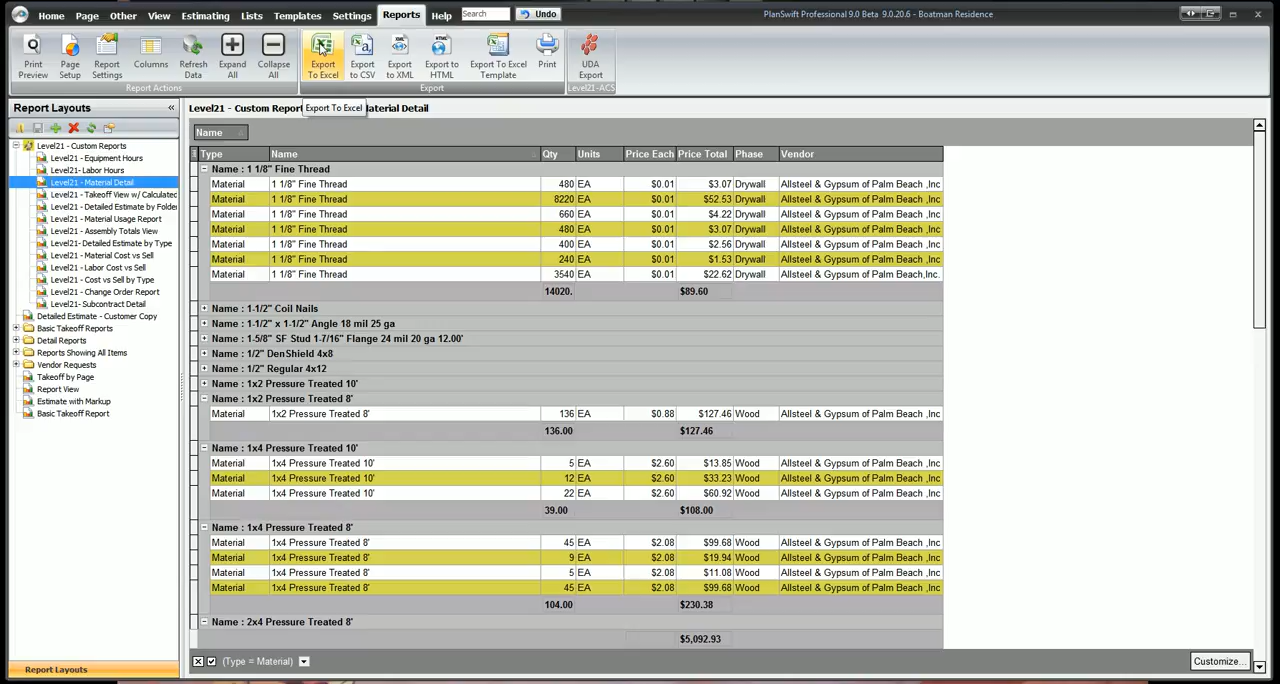 Home Page Other View Estimating Lists Templates Settings Reports Help Search Undo
PlanSwift Professional 9.0 Beta 9.0.20.6 - Boatman Residence
Print Preview
Page Setup
Report Settings
Columns
Refresh Data
Expand All
Collapse All
Export To Excel
Export to CSV
Export to XML
Export to HTML
Export To Excel Template
Print
UDA Export
Report Actions
Export
Level21-ACS
Report Layouts «
Level21 - Custom Reports
Level21 - Equipment Hours
Level21- Labor Hours
Level21 - Material Detail
Level21 - Takeoff View w/ Calculated
Level21 - Detailed Estimate by Folder
Level21 - Material Usage Report
Level21 - Assembly Totals View
Level21- Detailed Estimate by Type
Level21 - Material Cost vs Sell
Level21 - Labor Cost vs Sell
Level21 - Cost vs Sell by Type
Level21 - Change Order Report
Level21- Subcontract Detail
Detailed Estimate - Customer Copy
Basic Takeoff Reports
Detail Reports
Reports Showing All Items
Vendor Requests
Takeoff by Page
Report View
Estimate with Markup
Basic Takeoff Report
Report Layouts
Level21 - Custom Repor
Export To Excel
aterial Detail
Name
Type Name Qty Units Price Each Price Total Phase Vendor
Name : 1 1/8" Fine Thread
Material 1 1/8" Fine Thread 480 EA $0.01 $3.07 Drywall Allsteel & Gypsum of Palm Beach ,Inc
Material 1 1/8" Fine Thread 8220 EA $0.01 $52.53 Drywall Allsteel & Gypsum of Palm Beach ,Inc
Material 1 1/8" Fine Thread 660 EA $0.01 $4.22 Drywall Allsteel & Gypsum of Palm Beach ,Inc
Material 1 1/8" Fine Thread 480 EA $0.01 $3.07 Drywall Allsteel & Gypsum of Palm Beach ,Inc
Material 1 1/8" Fine Thread 400 EA $0.01 $2.56 Drywall Allsteel & Gypsum of Palm Beach ,Inc
Material 1 1/8" Fine Thread 240 EA $0.01 $1.53 Drywall Allsteel & Gypsum of Palm Beach ,Inc
Material 1 1/8" Fine Thread 3540 EA $0.01 $22.62 Drywall Allsteel & Gypsum of Palm Beach,Inc.
14020. $89.60
Name : 1-1/2" Coil Nails
Name : 1-1/2" x 1-1/2" Angle 18 mil 25 ga
Name : 1-5/8" SF Stud 1-7/16" Flange 24 mil 20 ga 12.00'
Name : 1/2" DenShield 4x8
Name : 1/2" Regular 4x12
Name : 1x2 Pressure Treated 10'
Name : 1x2 Pressure Treated 8'
Material 1x2 Pressure Treated 8' 136 EA $0.88 $127.46 Wood Allsteel & Gypsum of Palm Beach ,Inc
136.00 $127.46
Name : 1x4 Pressure Treated 10'
Material 1x4 Pressure Treated 10' 5 EA $2.60 $13.85 Wood Allsteel & Gypsum of Palm Beach ,Inc
Material 1x4 Pressure Treated 10' 12 EA $2.60 $33.23 Wood Allsteel & Gypsum of Palm Beach ,Inc
Material 1x4 Pressure Treated 10' 22 EA $2.60 $60.92 Wood Allsteel & Gypsum of Palm Beach ,Inc
39.00 $108.00
Name : 1x4 Pressure Treated 8'
Material 1x4 Pressure Treated 8' 45 EA $2.08 $99.68 Wood Allsteel & Gypsum of Palm Beach ,Inc
Material 1x4 Pressure Treated 8' 9 EA $2.08 $19.94 Wood Allsteel & Gypsum of Palm Beach ,Inc
Material 1x4 Pressure Treated 8' 5 EA $2.08 $11.08 Wood Allsteel & Gypsum of Palm Beach ,Inc
Material 1x4 Pressure Treated 8' 45 EA $2.08 $99.68 Wood Allsteel & Gypsum of Palm Beach ,Inc
104.00 $230.38
Name : 2x4 Pressure Treated 8'
$5,092.93
(Type = Material)
Customize...